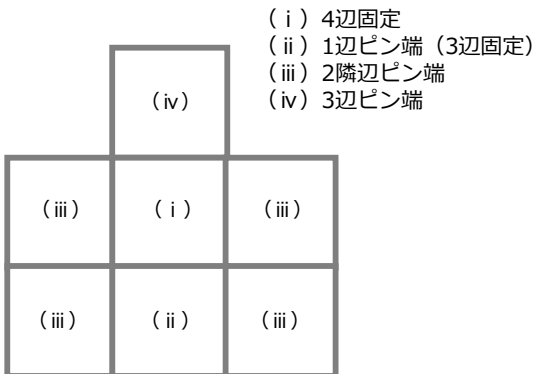 （ⅰ）4辺固定
（ⅱ）1辺ピン端（3辺固定）
（ⅲ）2隣辺ピン端
（ⅳ）3辺ピン端
（ⅳ）
（ⅲ） （ⅰ） （ⅲ）
（ⅲ） （ⅱ） （ⅲ）